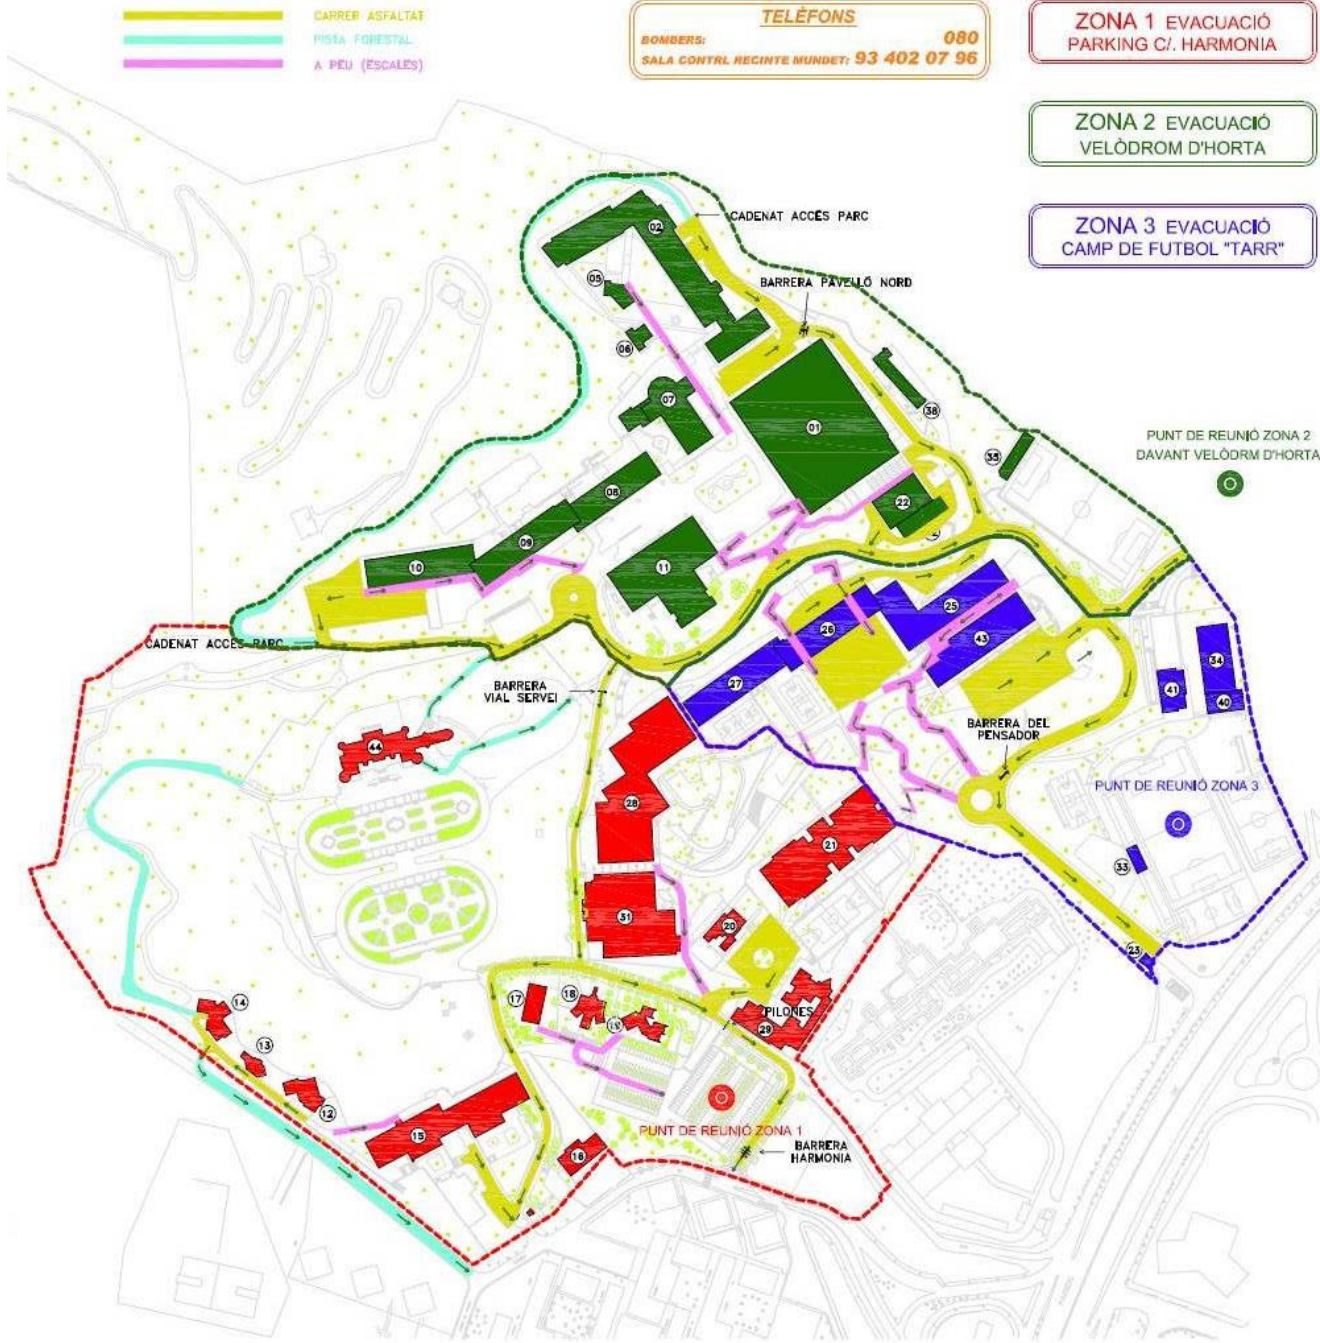 CARRER ASFALTAT
PISTA FORESTAL
A PEU (ESCALES)
TELÈFONS
BOMBERS: 080
SALA CONTRL RECINTE MUNDET: 93 402 07 96
ZONA 1 EVACUACIÓ
PARKING C/. HARMONIA
ZONA 2 EVACUACIÓ
VELÒDROM D'HORTA
ZONA 3 EVACUACIÓ
CAMP DE FUTBOL "TARR"
CADENAT ACCÉS PARC
02
BARRERA PAVELLÓ NORD
05
06
07
38
01
PUNT DE REUNIÓ ZONA 2
DAVANT VELÒDRM D'HORTA
35
08
22
09
10
11
25
26
43
CADENAT ACCÉS PARC
34
27
41
40
BARRERA
VIAL SERVEI
BARRERA DEL
PENSADOR
44
PUNT DE REUNIÓ ZONA 3
28
21
33
31
20
23
17
18
14
PILONES
29
13
12
PUNT DE REUNIÓ ZONA 1
15
16
BARRERA
HARMONIA